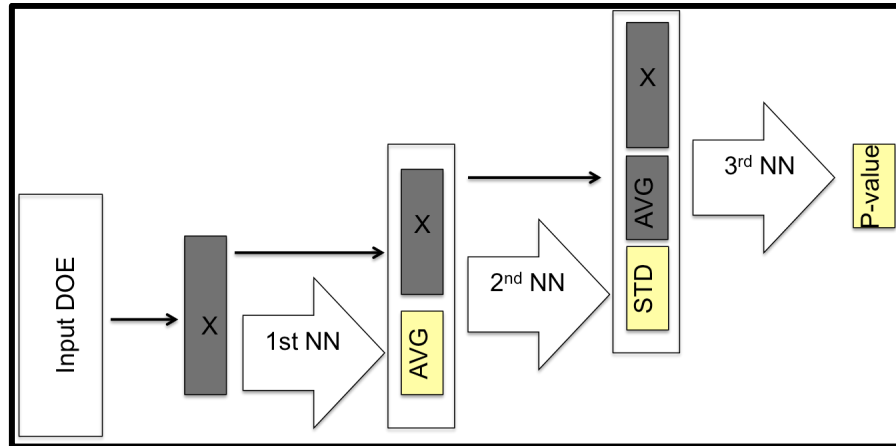 Input DOE
X
1st NN
X
AVG
2nd NN
X
AVG
STD
3rd NN
P-value